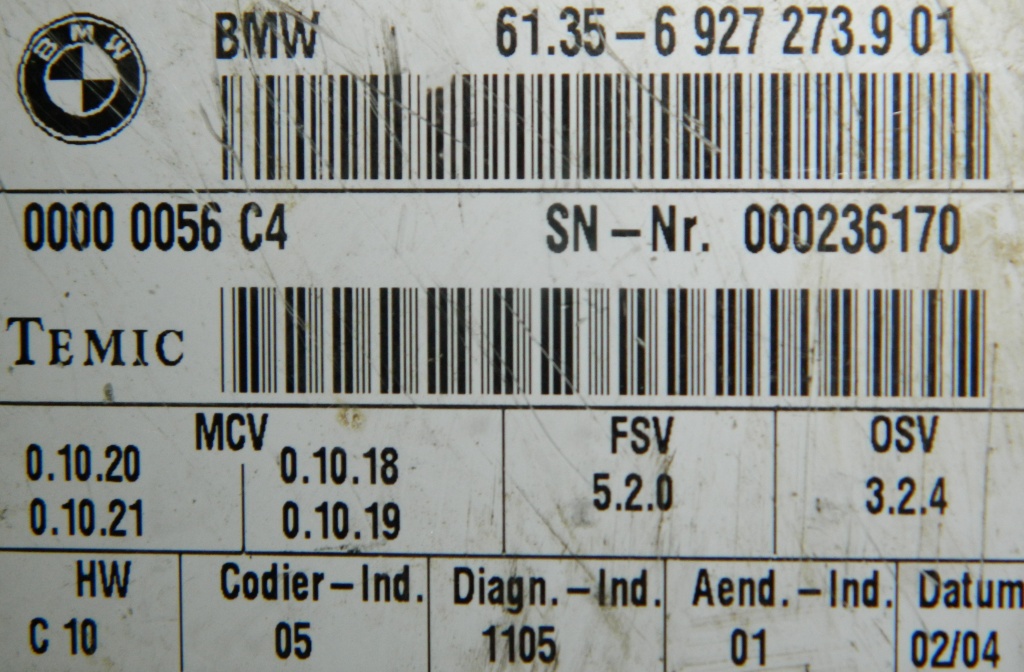 BMW
BMW 61.35-6 927 273.9 01
0000 0056 C4 SN-Nr. 000236170
TEMIC
MCV FSV OSV
0.10.20 0.10.18 5.2.0 3.2.4
0.10.21 0.10.19
HW Codier-Ind. Diagn.-Ind. Aend.-Ind. Datum
C 10 05 1105 01 02/04